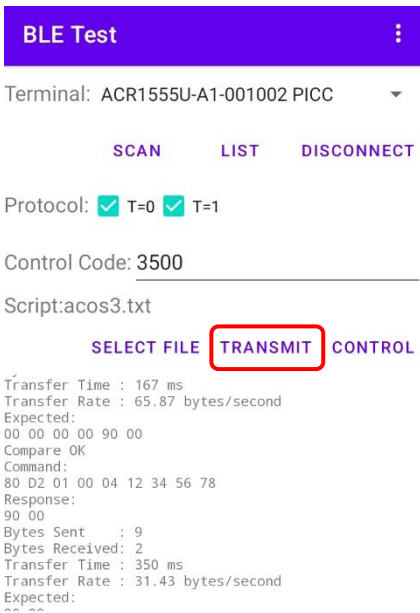 BLE Test
Terminal: ACR1555U-A1-001002 PICC
SCAN LIST DISCONNECT
Protocol: T=0 T=1
Control Code: 3500
Script:acos3.txt
SELECT FILE TRANSMIT CONTROL
Transfer Time : 167 ms
Transfer Rate : 65.87 bytes/second
Expected:
00 00 00 00 90 00
Compare OK
Command:
80 D2 01 00 04 12 34 56 78
Response:
90 00
Bytes Sent    : 9
Bytes Received: 2
Transfer Time : 350 ms
Transfer Rate : 31.43 bytes/second
Expected: